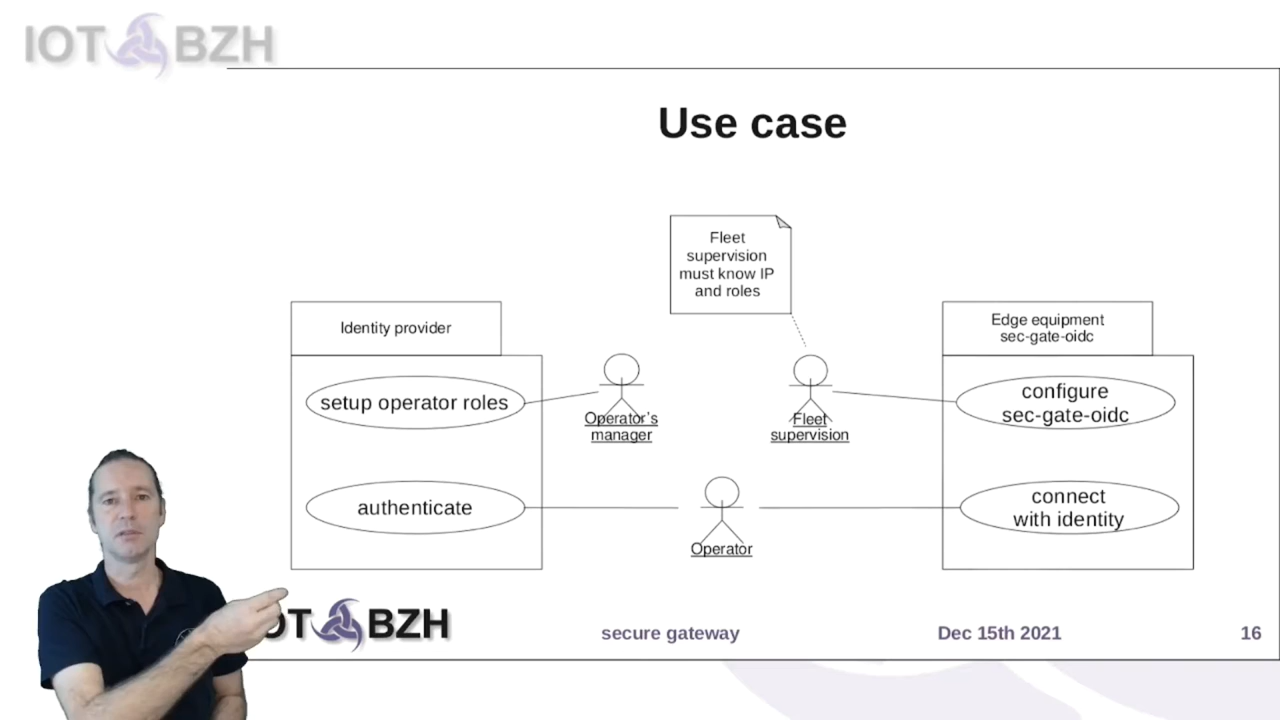 IOT BZH
Use case
Fleet
supervision
must know IP
and roles
Identity provider
setup operator roles
authenticate
Operator's
manager
Fleet
supervision
Operator
Edge equipment
sec-gate-oidc
configure
sec-gate-oidc
connect
with identity
OT BZH
secure gateway
Dec 15th 2021
16